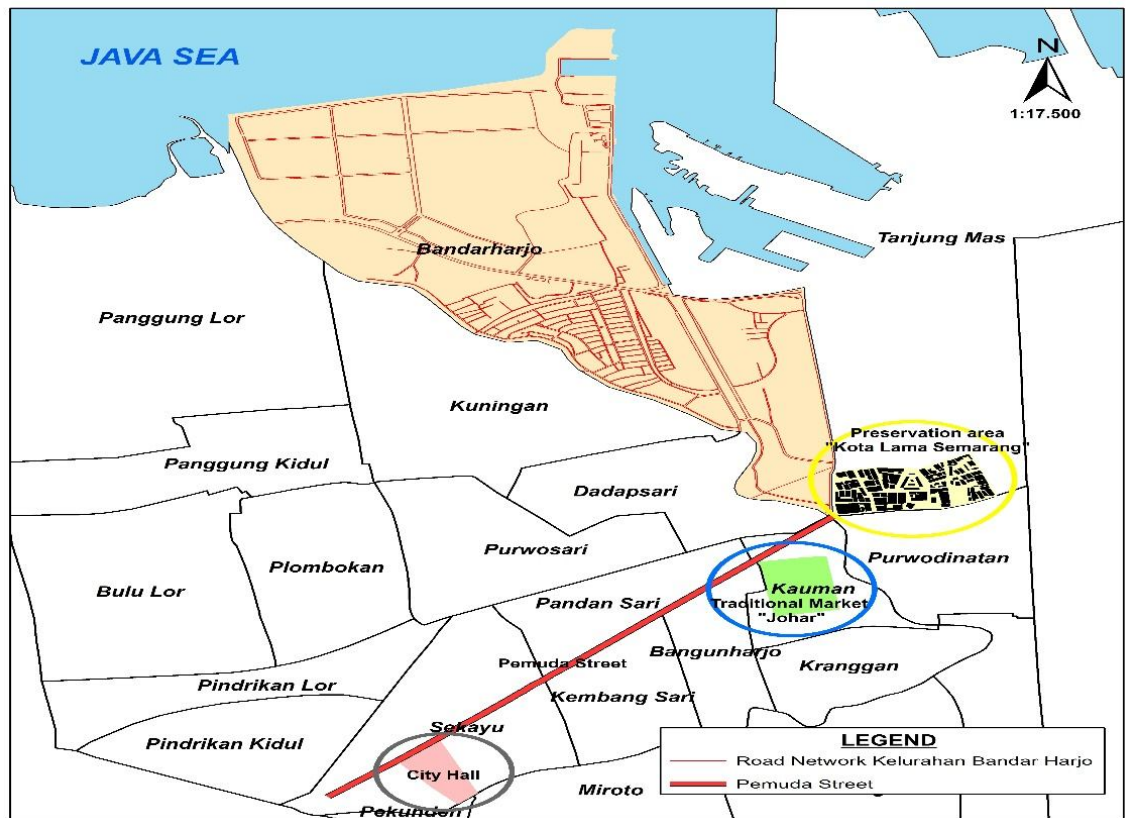 JAVA SEA
N
1:17.500
Tanjung Mas
Bandarharjo
Panggung Lor
Kuningan
Preservation area
"Kota Lama Semarang"
Panggung Kidul
Dadapsari
Purwosari
Purwodinatan
Plombokan
Bulu Lor
Kauman
Traditional Market
"Johar"
Pandan Sari
Bangunharjo
Pemuda Street
Kranggan
Pindrikan Lor
Kembang Sari
Sekayu
Pindrikan Kidul
City Hall
Miroto
Pekunden
LEGEND
Road Network Kelurahan Bandar Harjo
Pemuda Street